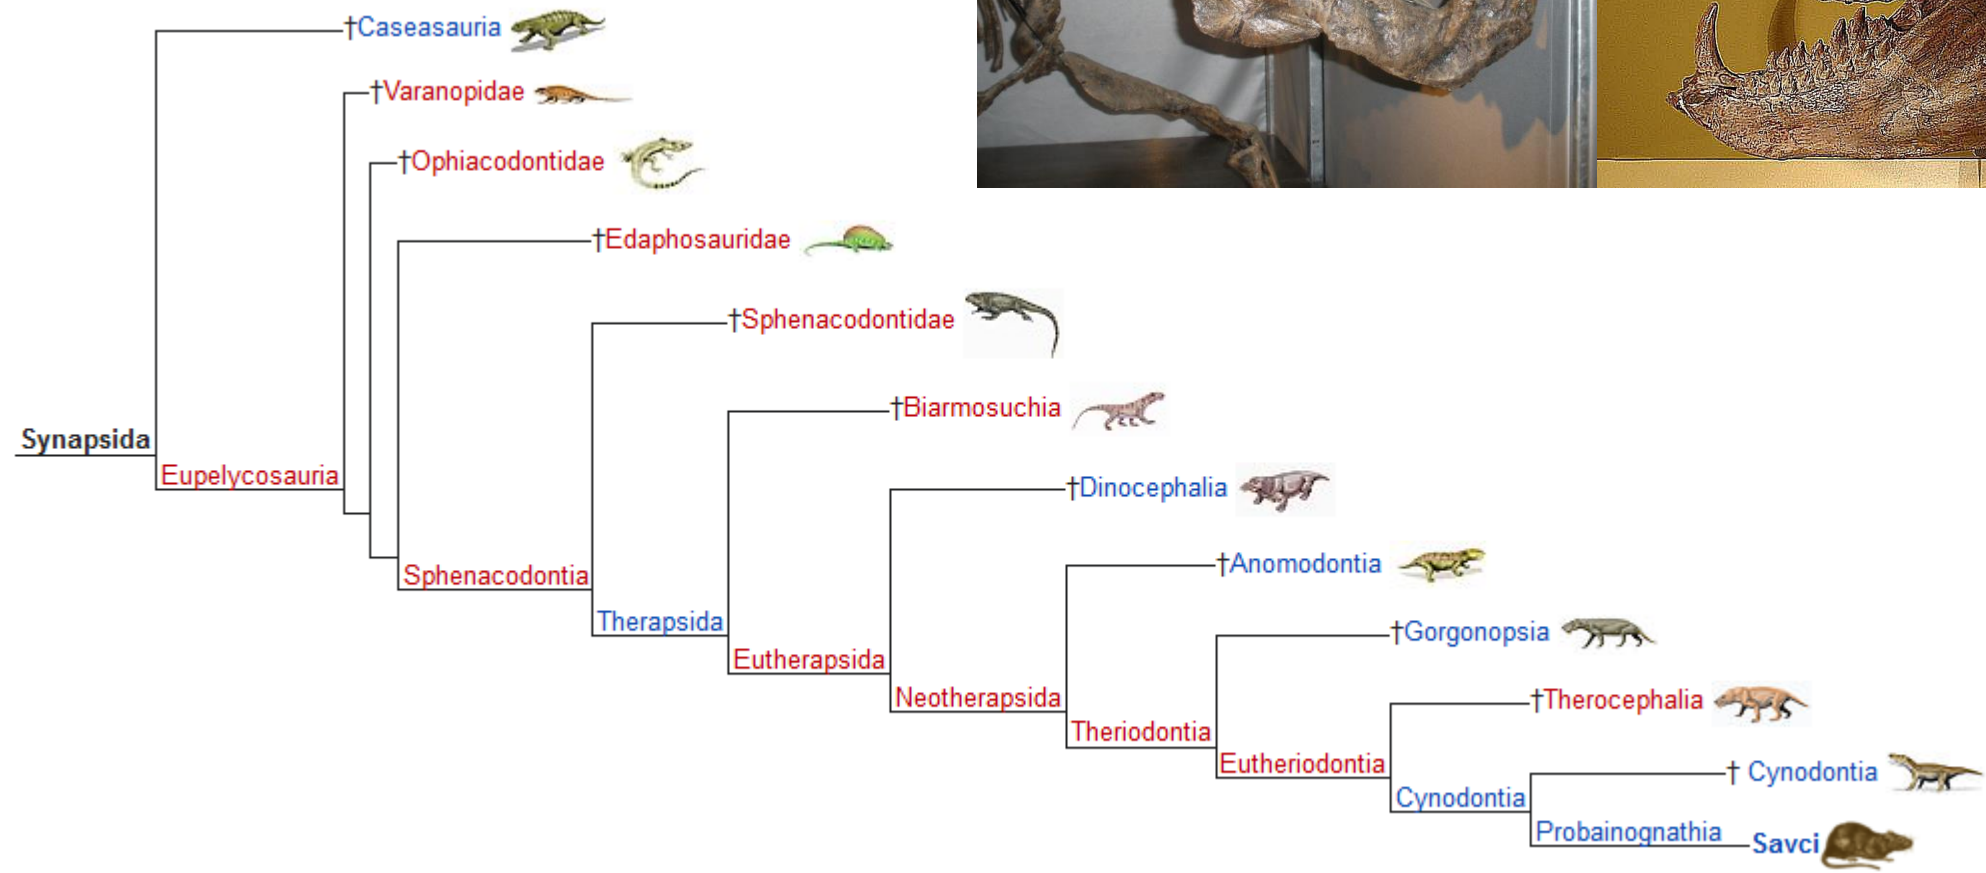 †Caseasauria
†Varanopidae
†Ophiacodontidae
†Edaphosauridae
†Sphenacodontidae
†Biarmosuchia
Synapsida
Eupelycosauria
†Dinocephalia
†Anomodontia
Sphenacodontia
Therapsida
†Gorgonopsia
Eutherapsida
Neotherapsida
†Therocephalia
Theriodontia
Eutheriodontia
† Cynodontia
Cynodontia
Probainognathia
Savci